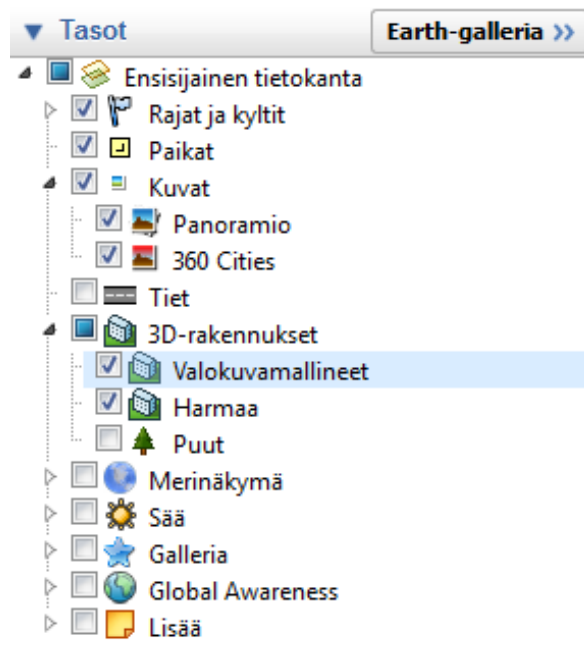 Tasot
Earth-galleria »
Ensisijainen tietokanta
Rajat ja kyltit
Paikat
Kuvat
Panoramio
360 Cities
Tiet
3D-rakennukset
Valokuvamallineet
Harmaa
Puut
Merinäkymä
Sää
Galleria
Global Awareness
Lisää